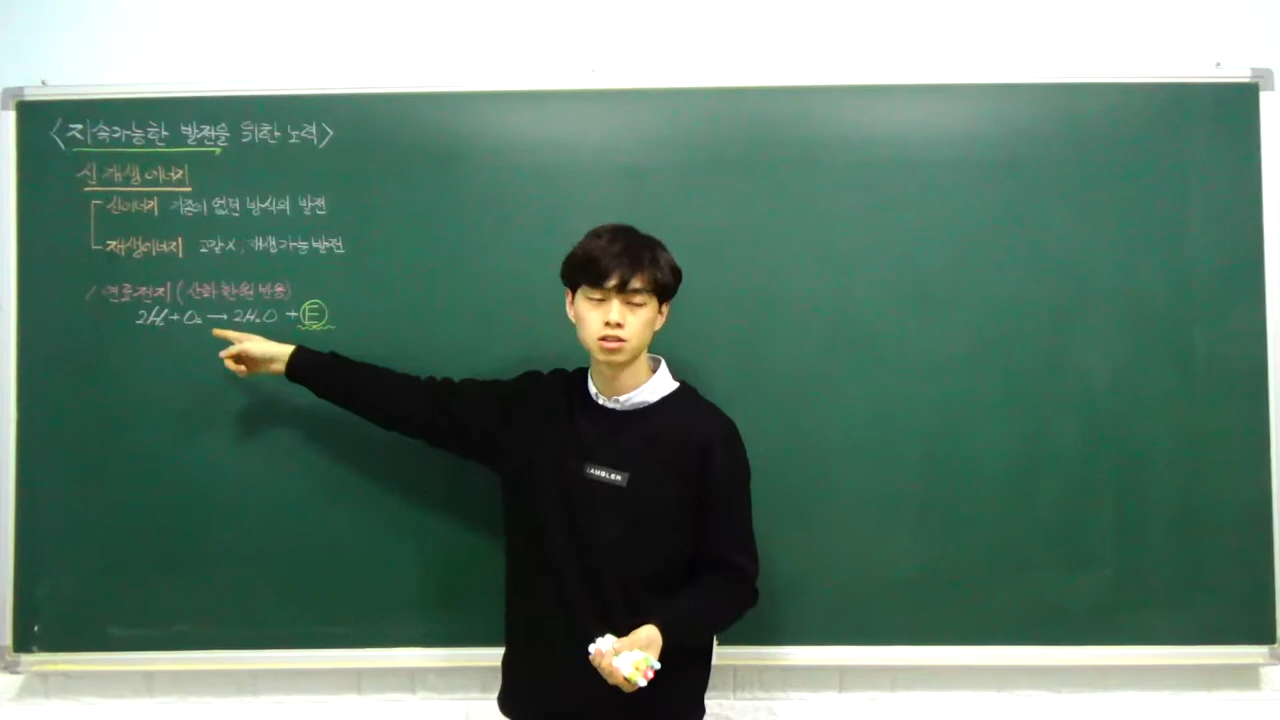 <지속가능한 발전을 위한 노력>
신 재생 에너지
신에너지 기존에 없던 방식의 발전
재생에너지 고갈X, 재생가능발전
연료전지 (산화 환원 반응)
2H₂+O₂ → 2H₂O + E
IAMBLER